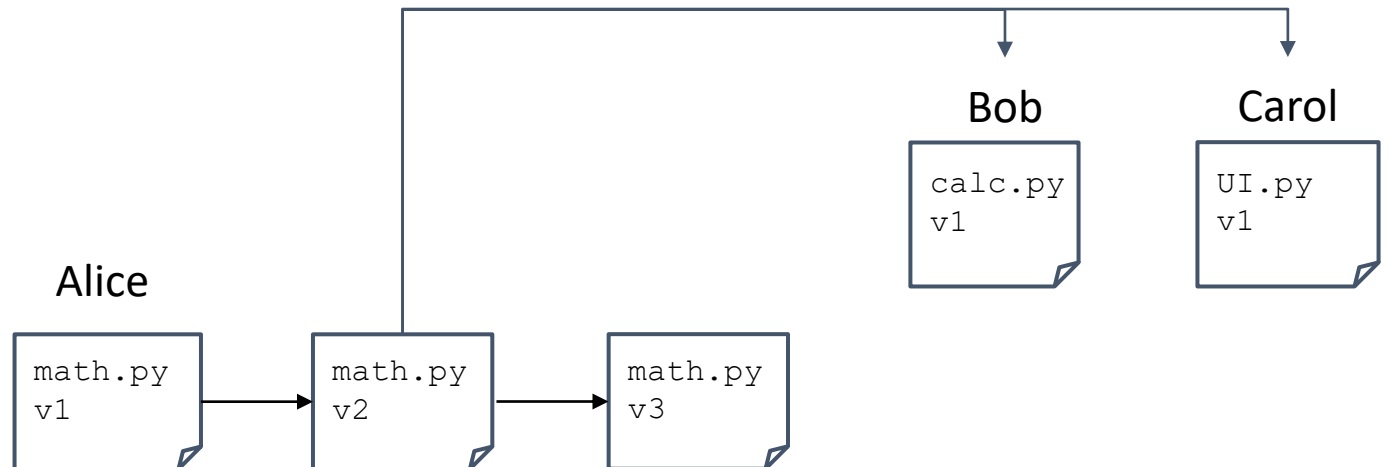 Bob
Carol
calc.py
v1
UI.py
v1
Alice
math.py
v1
math.py
v2
math.py
v3